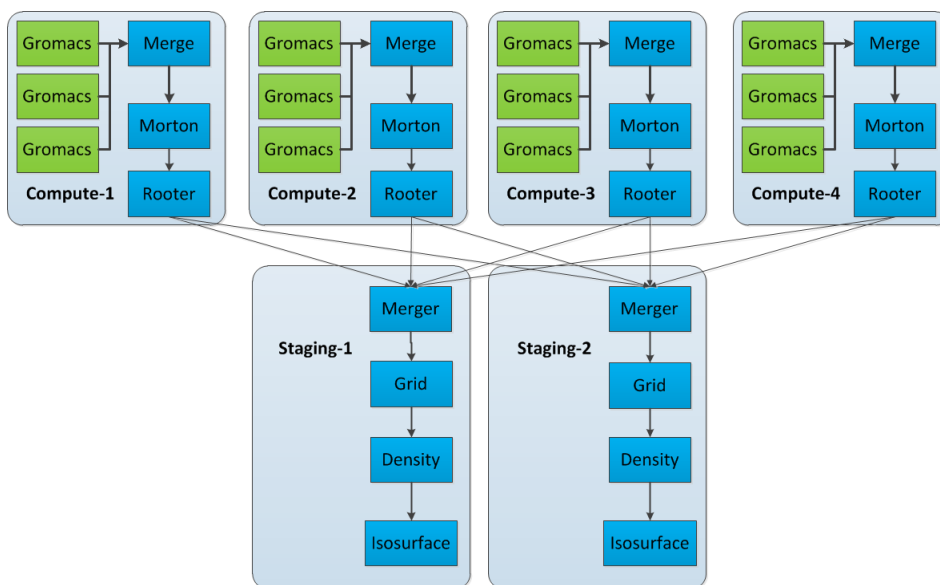 Gromacs
Merge
Gromacs
Gromacs
Morton
Compute-1
Rooter
Gromacs
Merge
Gromacs
Gromacs
Morton
Compute-2
Rooter
Gromacs
Merge
Gromacs
Gromacs
Morton
Compute-3
Rooter
Gromacs
Merge
Gromacs
Gromacs
Morton
Compute-4
Rooter
Merger
Staging-1
Grid
Density
Isosurface
Merger
Staging-2
Grid
Density
Isosurface